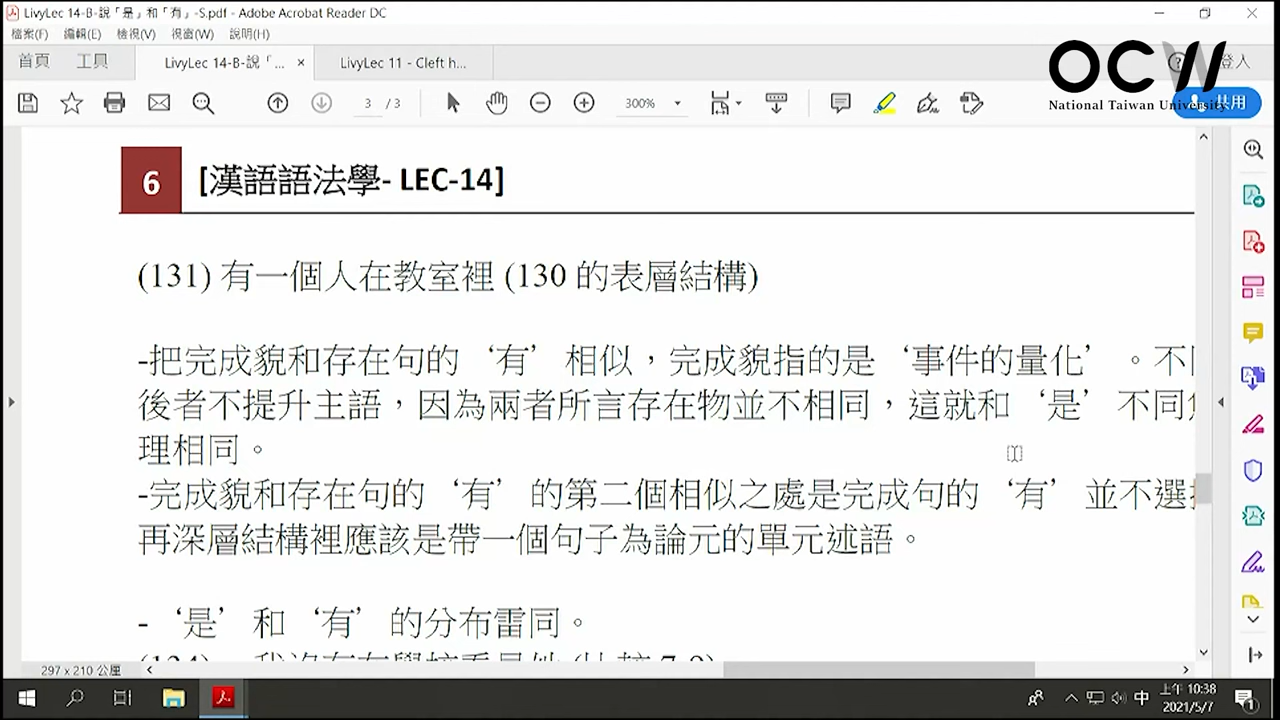 LivyLec 14-B-說「是」和「有」-S.pdf - Adobe Acrobat Reader DC
檔案(F) 編輯(E) 檢視(V) 視窗(W) 說明(H)
首頁 工具 LivyLec 14-B-說「... × LivyLec 11 - Cleft h... 登入
OCW
National Taiwan University
3 / 3 300% 共用
6 [漢語語法學- LEC-14]
(131) 有一個人在教室裡 (130 的表層結構)
-把完成貌和存在句的‘有’相似，完成貌指的是‘事件的量化’。不
後者不提升主語，因為兩者所言存在物並不相同，這就和‘是’不同
理相同。
-完成貌和存在句的‘有’的第二個相似之處是完成句的‘有’並不選
再深層結構裡應該是帶一個句子為論元的單元述語。
-‘是’和‘有’的分布雷同。
297 x 210 公厘
中 上午 10:38
2021/5/7
1